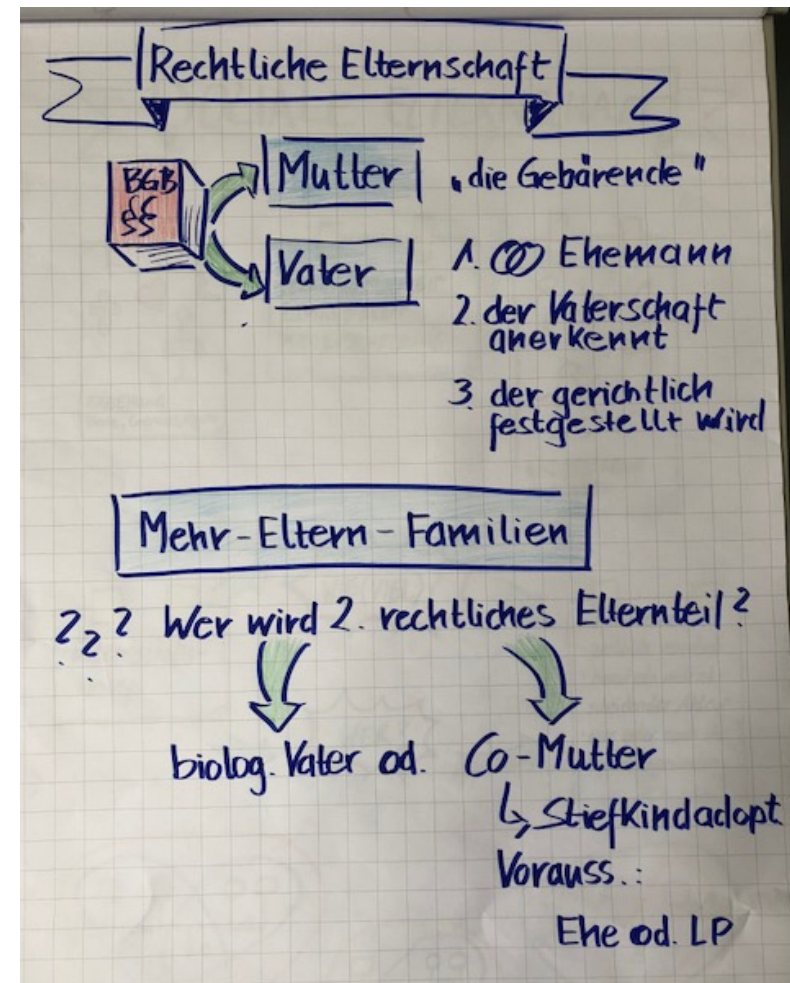 Rechtliche Elternschaft
BGB
§§
Mutter „die Gebärende"
Vater
1. Ehemann
2. der Vaterschaft
anerkennt
3. der gerichtlich
festgestellt wird
Mehr-Eltern-Familien
??? Wer wird 2. rechtliches Elternteil?
biolog. Vater od. Co-Mutter
↳ Stiefkindadopt.
Vorauss.:
Ehe od. LP